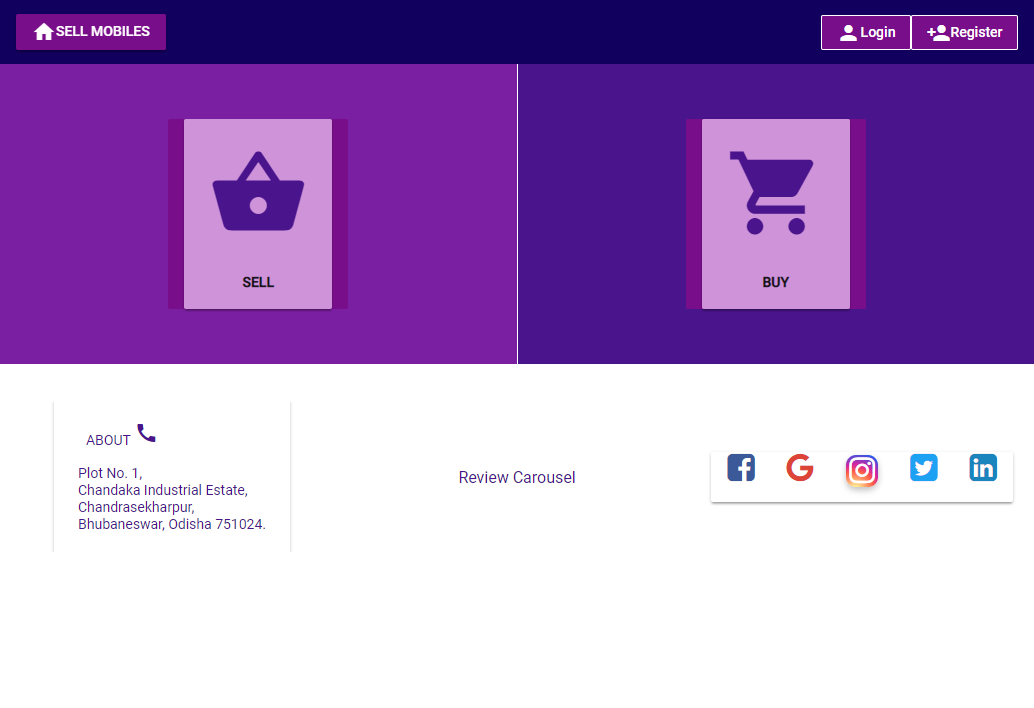 SELL MOBILES
Login
Register
SELL
BUY
ABOUT
Plot No. 1,
Chandaka Industrial Estate,
Chandrasekharpur,
Bhubaneswar, Odisha 751024.
Review Carousel